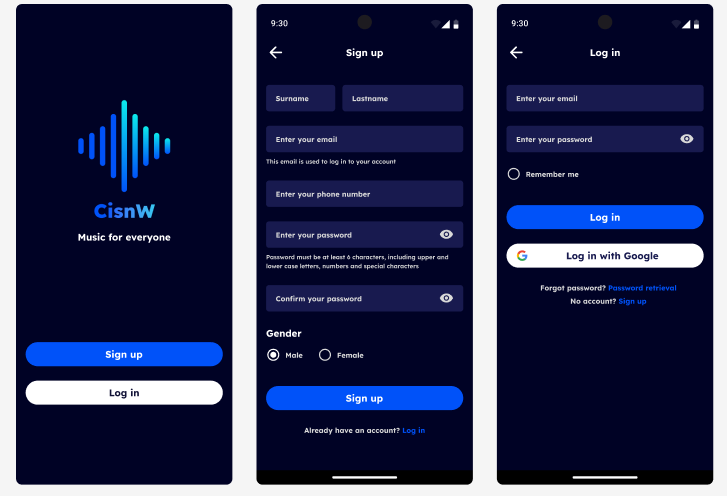 CisnW
Music for everyone
Sign up
Log in
9:30
Sign up
Surname
Lastname
Enter your email
This email is used to log in to your account
Enter your phone number
Enter your password
Password must be at least 6 characters, including upper and
lower case letters, numbers and special characters
Confirm your password
Gender
Male
Female
Sign up
Already have an account? Log in
9:30
Log in
Enter your email
Enter your password
Remember me
Log in
Log in with Google
Forgot password? Password retrieval
No account? Sign up